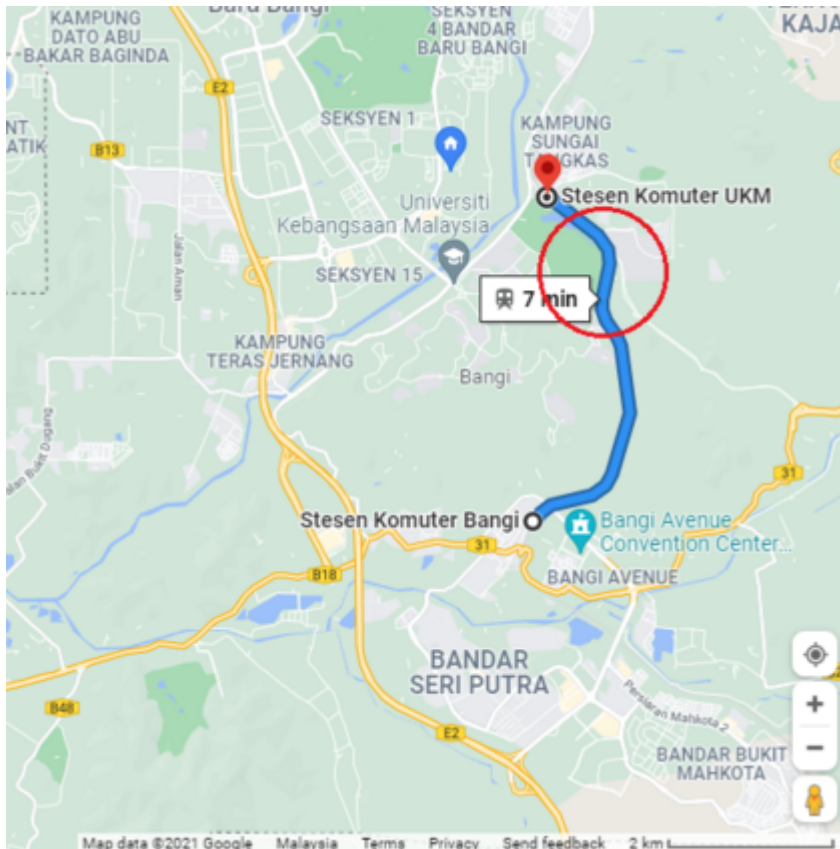 KAMPUNG
DATO ABU
BAKAR BAGINDA
Baru Bangi
SEKSYEN
4 BANDAR
BARU BANGI
KAJA
E2
SEKSYEN 1
KAMPUNG
SUNGAI
TANGKAS
NT
ATIK
B13
Stesen Komuter UKM
Universiti
Kebangsaan Malaysia
Jalan Aman
SEKSYEN 15
7 min
KAMPUNG
TERAS JERNANG
Bangi
Jalan Bukit Dugang
31
Stesen Komuter Bangi
Bangi Avenue
Convention Center...
31
BANGI AVENUE
B18
BANDAR
SERI PUTRA
Persiaran Mahkota 2
B48
E2
BANDAR BUKIT
MAHKOTA
Map data ©2021 Google Malaysia Terms Privacy Send feedback 2 km